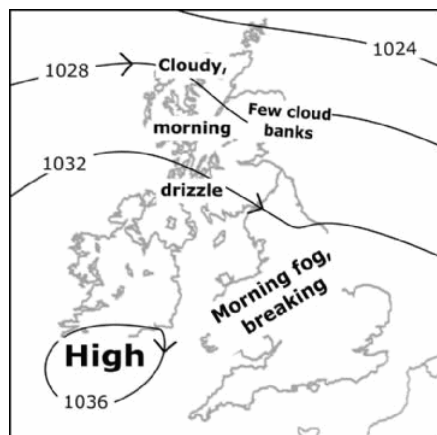 1024
1028
Cloudy,
Few cloud
banks
morning
1032
drizzle
Morning fog,
breaking
High
1036